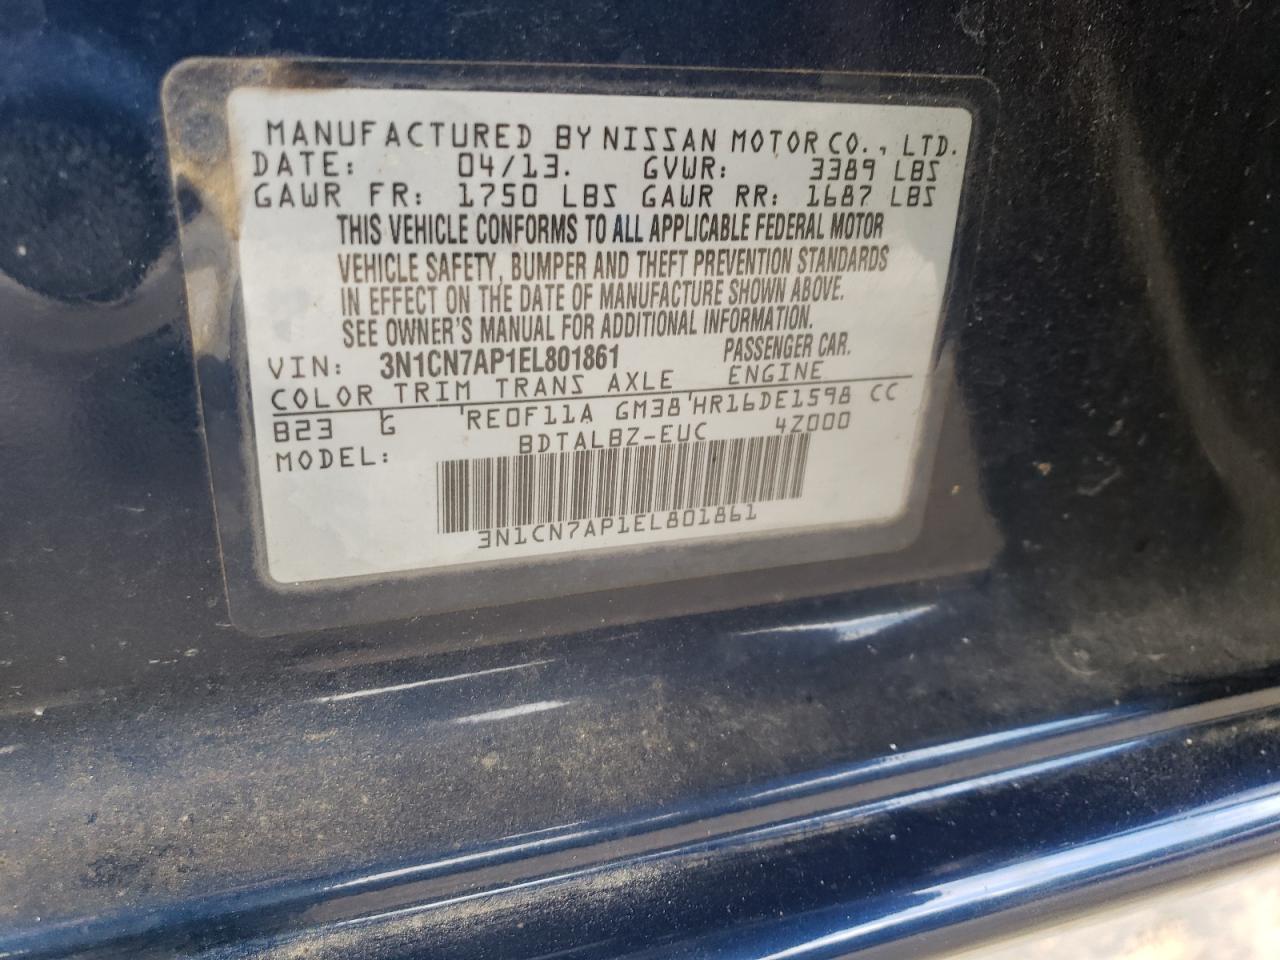 MANUFACTURED BY NISSAN MOTOR CO., LTD.
DATE: 04/13. GVWR: 3389 LBS
GAWR FR: 1750 LBS GAWR RR: 1687 LBS
THIS VEHICLE CONFORMS TO ALL APPLICABLE FEDERAL MOTOR
VEHICLE SAFETY, BUMPER AND THEFT PREVENTION STANDARDS
IN EFFECT ON THE DATE OF MANUFACTURE SHOWN ABOVE.
SEE OWNER'S MANUAL FOR ADDITIONAL INFORMATION.
VIN: 3N1CN7AP1EL801861 PASSENGER CAR.
COLOR TRIM TRANS AXLE ENGINE
B23 G 'RE0F11A GM38'HR16DE1598 CC
MODEL: BDTALBZ-EUC 4Z000
3N1CN7AP1EL801861